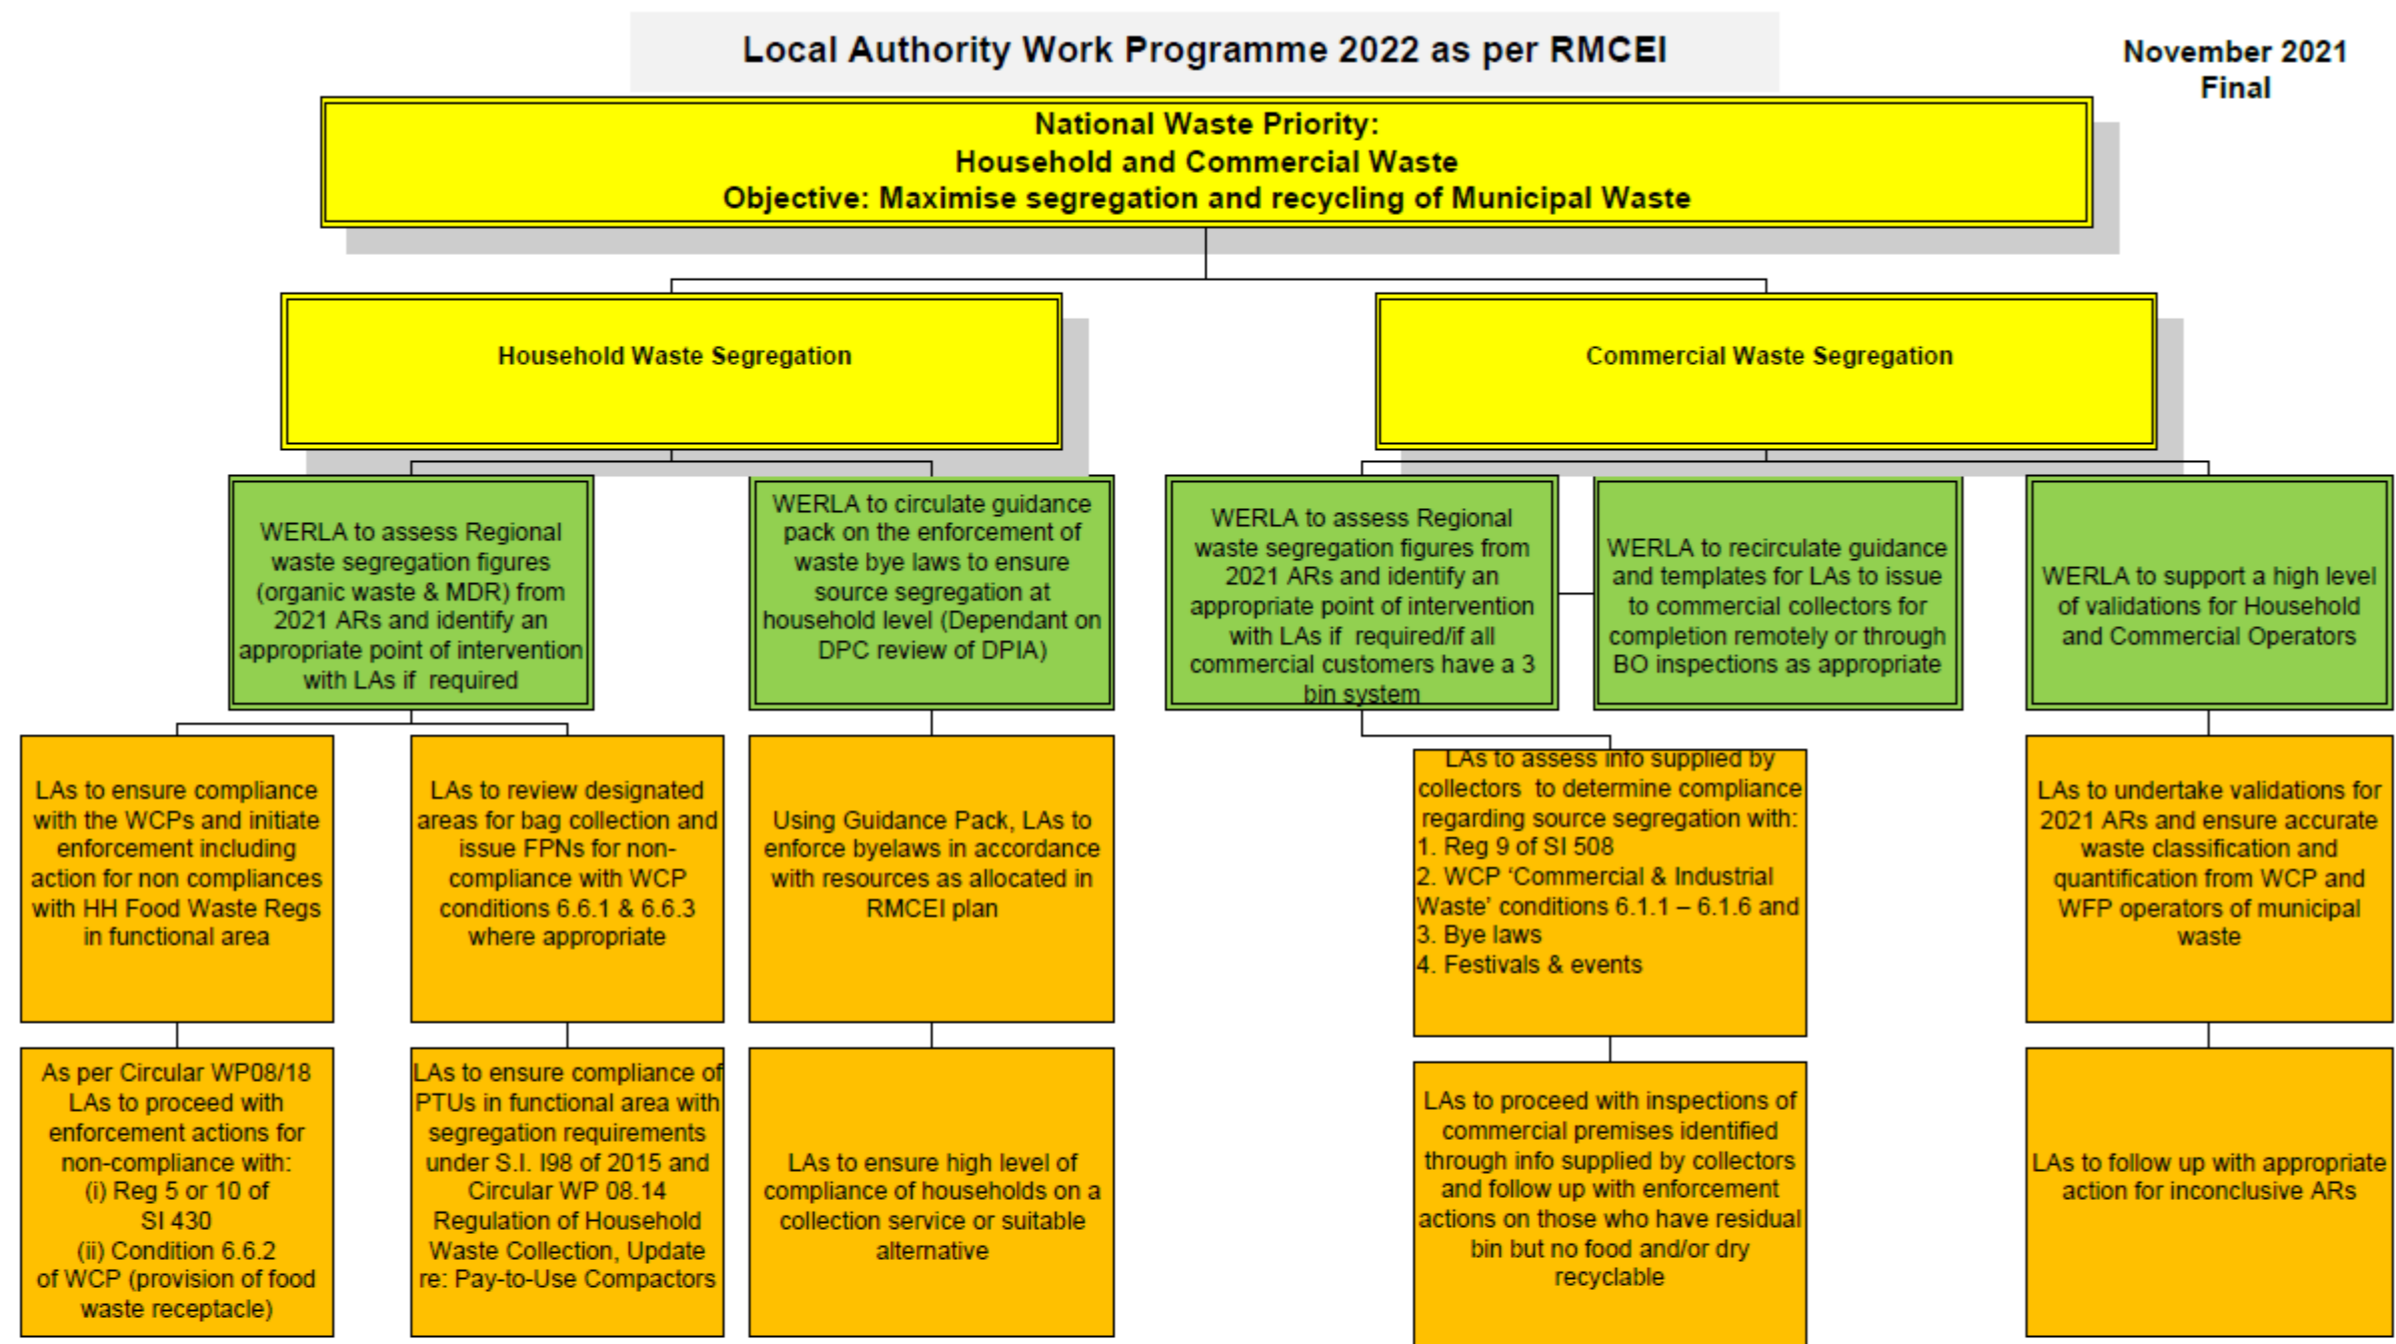 Local Authority Work Programme 2022 as per RMCEI
November 2021
Final
National Waste Priority:
Household and Commercial Waste
Objective: Maximise segregation and recycling of Municipal Waste
Household Waste Segregation
Commercial Waste Segregation
WERLA to assess Regional
waste segregation figures
(organic waste & MDR) from
2021 ARs and identify an
appropriate point of intervention
with LAs if  required
WERLA to circulate guidance
pack on the enforcement of
waste bye laws to ensure
source segregation at
household level (Dependant on
DPC review of DPIA)
WERLA to assess Regional
waste segregation figures from
2021 ARs and identify an
appropriate point of intervention
with LAs if  required/if all
commercial customers have a 3
bin system
WERLA to recirculate guidance
and templates for LAs to issue
to commercial collectors for
completion remotely or through
BO inspections as appropriate
WERLA to support a high level
of validations for Household
and Commercial Operators
LAs to ensure compliance
with the WCPs and initiate
enforcement including
action for non compliances
with HH Food Waste Regs
in functional area
LAs to review designated
areas for bag collection and
issue FPNs for non-
compliance with WCP
conditions 6.6.1 & 6.6.3
where appropriate
Using Guidance Pack, LAs to
enforce byelaws in accordance
with resources as allocated in
RMCEI plan
LAs to assess info supplied by
collectors  to determine compliance
regarding source segregation with:
1. Reg 9 of SI 508
2. WCP ‘Commercial & Industrial
Waste’ conditions 6.1.1 – 6.1.6 and
3. Bye laws
4. Festivals & events
LAs to undertake validations for
2021 ARs and ensure accurate
waste classification and
quantification from WCP and
WFP operators of municipal
waste
As per Circular WP08/18
LAs to proceed with
enforcement actions for
non-compliance with:
(i) Reg 5 or 10 of
SI 430
(ii) Condition 6.6.2
of WCP (provision of food
waste receptacle)
LAs to ensure compliance of
PTUs in functional area with
segregation requirements
under S.I. I98 of 2015 and
Circular WP 08.14
Regulation of Household
Waste Collection, Update
re: Pay-to-Use Compactors
LAs to ensure high level of
compliance of households on a
collection service or suitable
alternative
LAs to proceed with inspections of
commercial premises identified
through info supplied by collectors
and follow up with enforcement
actions on those who have residual
bin but no food and/or dry
recyclable
LAs to follow up with appropriate
action for inconclusive ARs